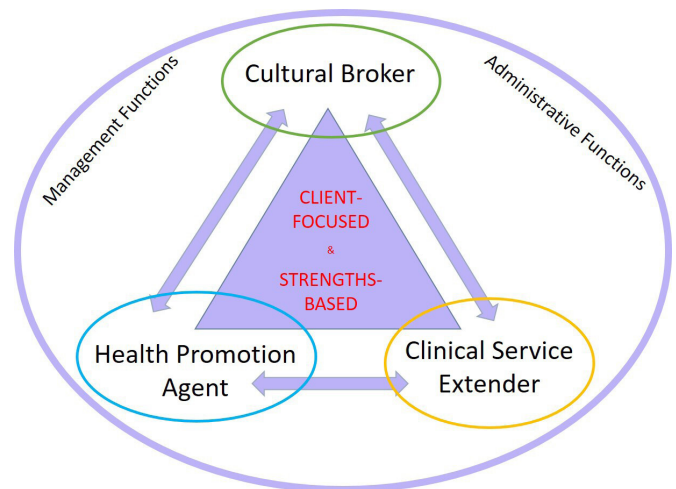 Cultural Broker
Management Functions
Administrative Functions
CLIENT-
FOCUSED
&
STRENGTHS-
BASED
Health Promotion
Agent
Clinical Service
Extender